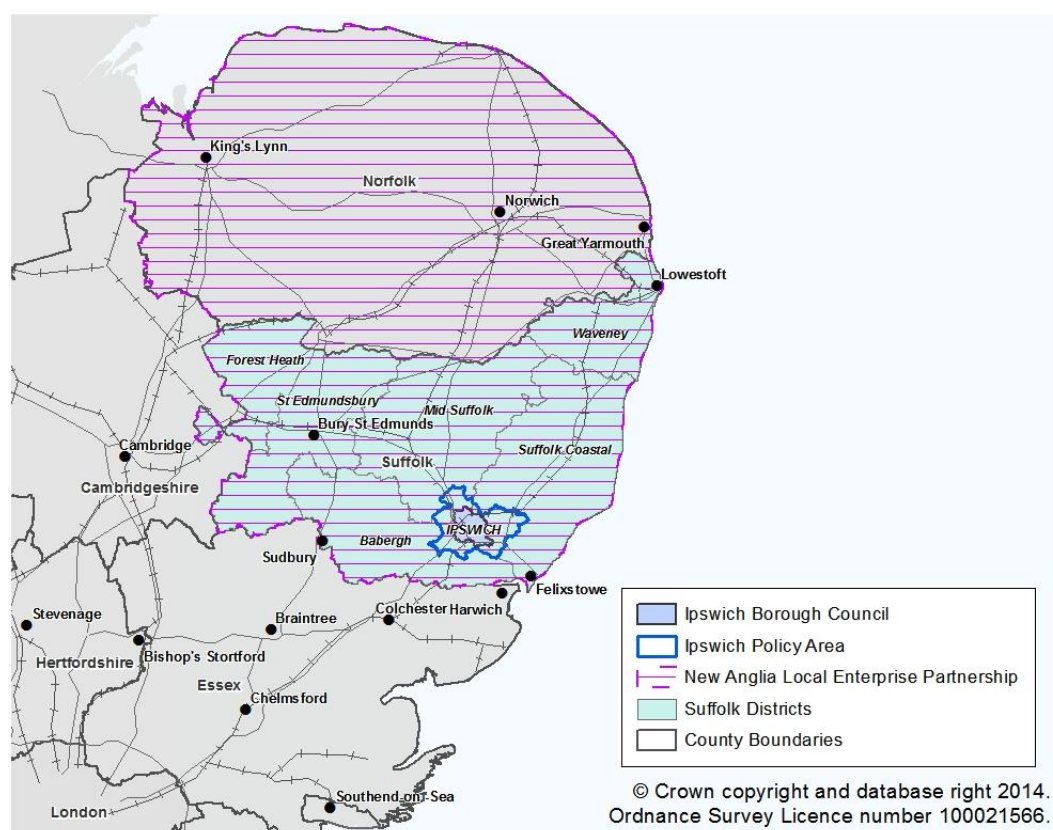 King's Lynn
Norfolk
Norwich
Great Yarmouth
Lowestoft
Waveney
Forest Heath
St Edmundsbury
Mid Suffolk
Bury St Edmunds
Suffolk Coastal
Cambridge
Suffolk
Cambridgeshire
IPSWICH
Babergh
Sudbury
Felixstowe
Stevenage
Braintree
Colchester
Harwich
Hertfordshire
Bishop's Stortford
Essex
Chelmsford
Southend-on-Sea
London
Ipswich Borough Council
Ipswich Policy Area
New Anglia Local Enterprise Partnership
Suffolk Districts
County Boundaries
© Crown copyright and database right 2014.
Ordnance Survey Licence number 100021566.